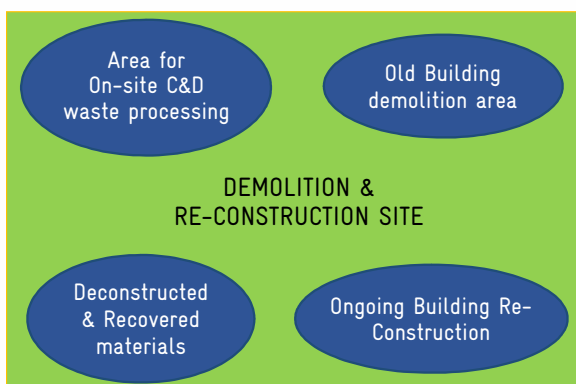 Area for
On-site C&D
waste processing
Old Building
demolition area
DEMOLITION &
RE-CONSTRUCTION SITE
Deconstructed
& Recovered
materials
Ongoing Building Re-
Construction